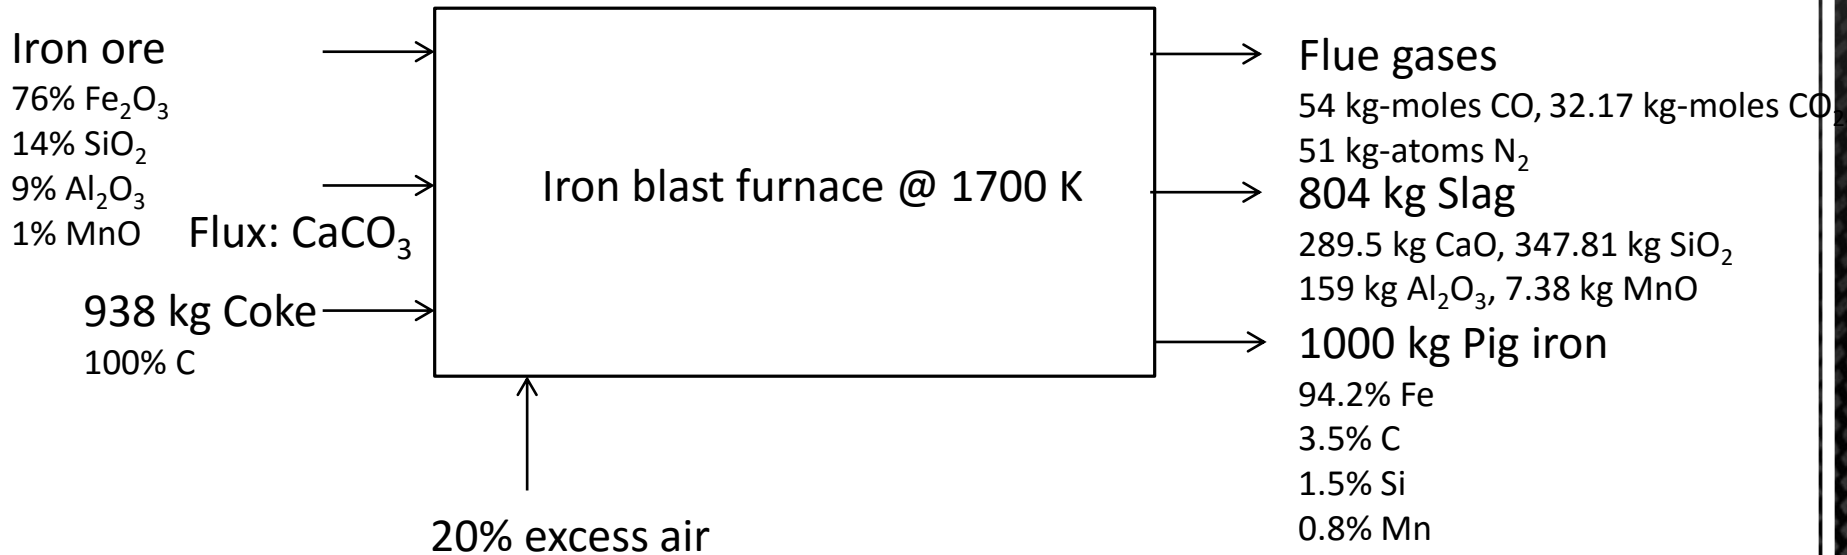 Iron ore
76% Fe₂O₃
14% SiO₂
9% Al₂O₃
1% MnO
Flux: CaCO₃
938 kg Coke
100% C
Iron blast furnace @ 1700 K
20% excess air
Flue gases
54 kg-moles CO, 32.17 kg-moles CO₂
51 kg-atoms N₂
804 kg Slag
289.5 kg CaO, 347.81 kg SiO₂
159 kg Al₂O₃, 7.38 kg MnO
1000 kg Pig iron
94.2% Fe
3.5% C
1.5% Si
0.8% Mn